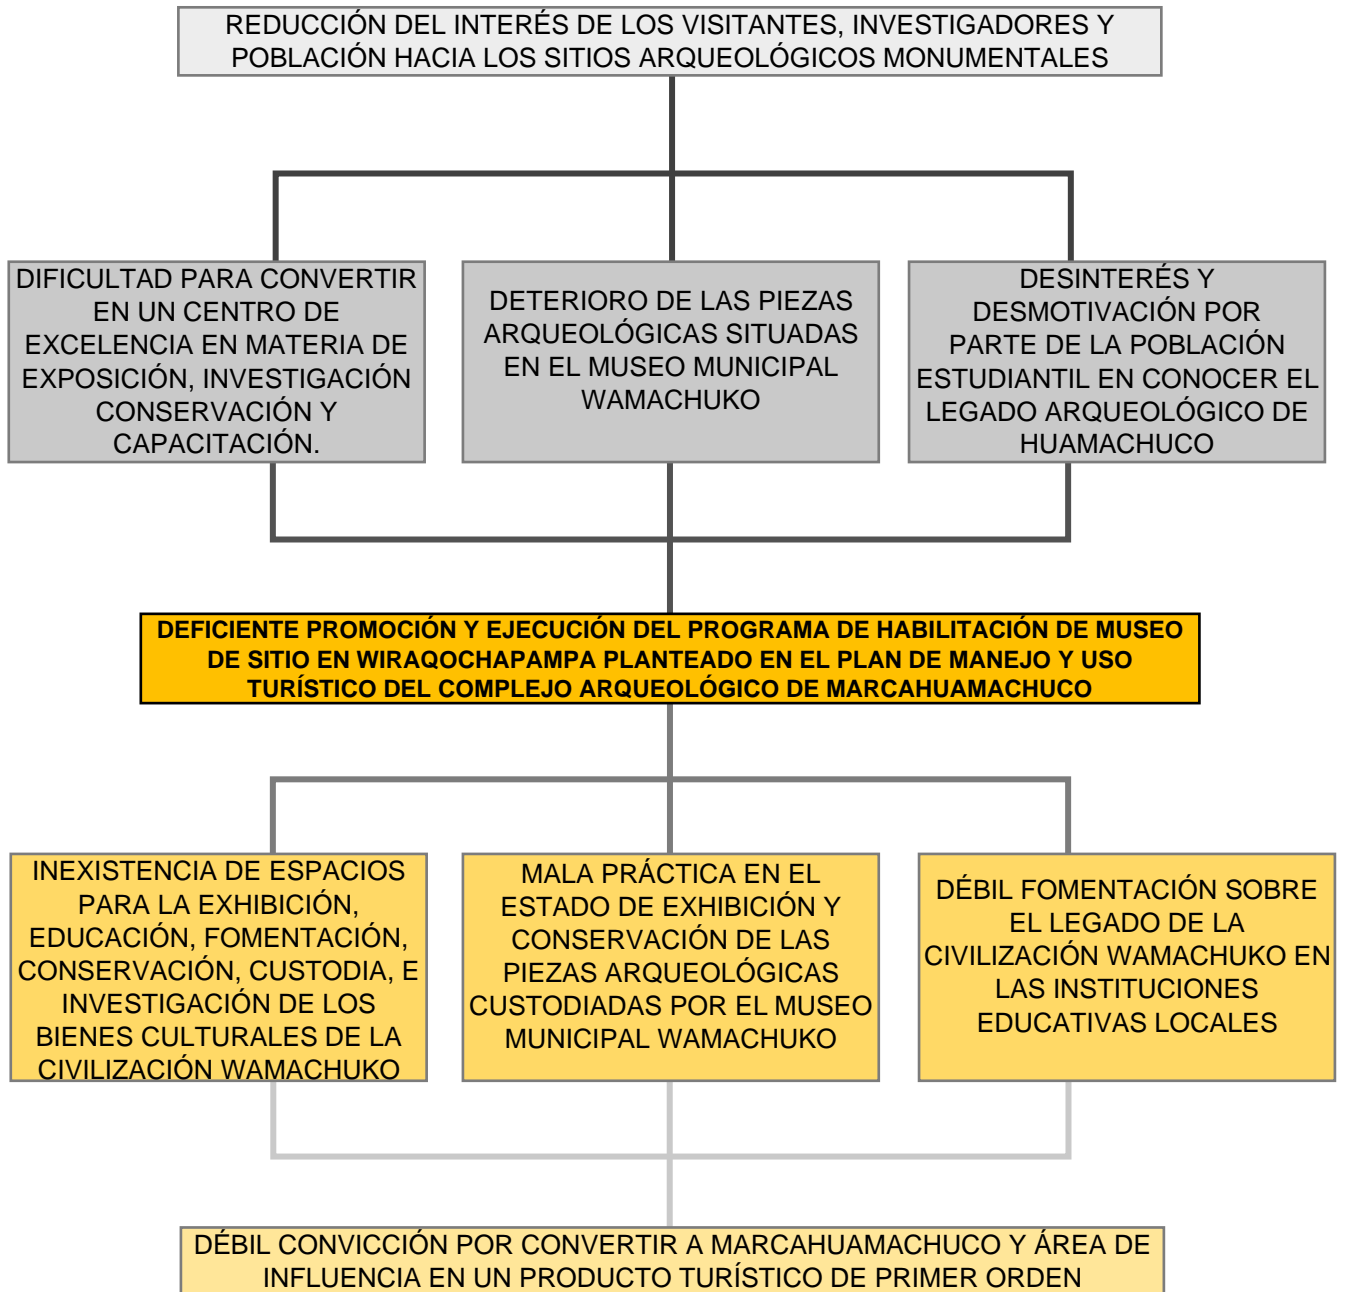 REDUCCIÓN DEL INTERÉS DE LOS VISITANTES, INVESTIGADORES Y
POBLACIÓN HACIA LOS SITIOS ARQUEOLÓGICOS MONUMENTALES
DIFICULTAD PARA CONVERTIR
EN UN CENTRO DE
EXCELENCIA EN MATERIA DE
EXPOSICIÓN, INVESTIGACIÓN
CONSERVACIÓN Y
CAPACITACIÓN.
DETERIORO DE LAS PIEZAS
ARQUEOLÓGICAS SITUADAS
EN EL MUSEO MUNICIPAL
WAMACHUKO
DESINTERÉS Y
DESMOTIVACIÓN POR
PARTE DE LA POBLACIÓN
ESTUDIANTIL EN CONOCER EL
LEGADO ARQUEOLÓGICO DE
HUAMACHUCO
DEFICIENTE PROMOCIÓN Y EJECUCIÓN DEL PROGRAMA DE HABILITACIÓN DE MUSEO
DE SITIO EN WIRAQOCHAPAMPA PLANTEADO EN EL PLAN DE MANEJO Y USO
TURÍSTICO DEL COMPLEJO ARQUEOLÓGICO DE MARCAHUAMACHUCO
INEXISTENCIA DE ESPACIOS
PARA LA EXHIBICIÓN,
EDUCACIÓN, FOMENTACIÓN,
CONSERVACIÓN, CUSTODIA, E
INVESTIGACIÓN DE LOS
BIENES CULTURALES DE LA
CIVILIZACIÓN WAMACHUKO
MALA PRÁCTICA EN EL
ESTADO DE EXHIBICIÓN Y
CONSERVACIÓN DE LAS
PIEZAS ARQUEOLÓGICAS
CUSTODIADAS POR EL MUSEO
MUNICIPAL WAMACHUKO
DÉBIL FOMENTACIÓN SOBRE
EL LEGADO DE LA
CIVILIZACIÓN WAMACHUKO EN
LAS INSTITUCIONES
EDUCATIVAS LOCALES
DÉBIL CONVICCIÓN POR CONVERTIR A MARCAHUAMACHUCO Y ÁREA DE
INFLUENCIA EN UN PRODUCTO TURÍSTICO DE PRIMER ORDEN